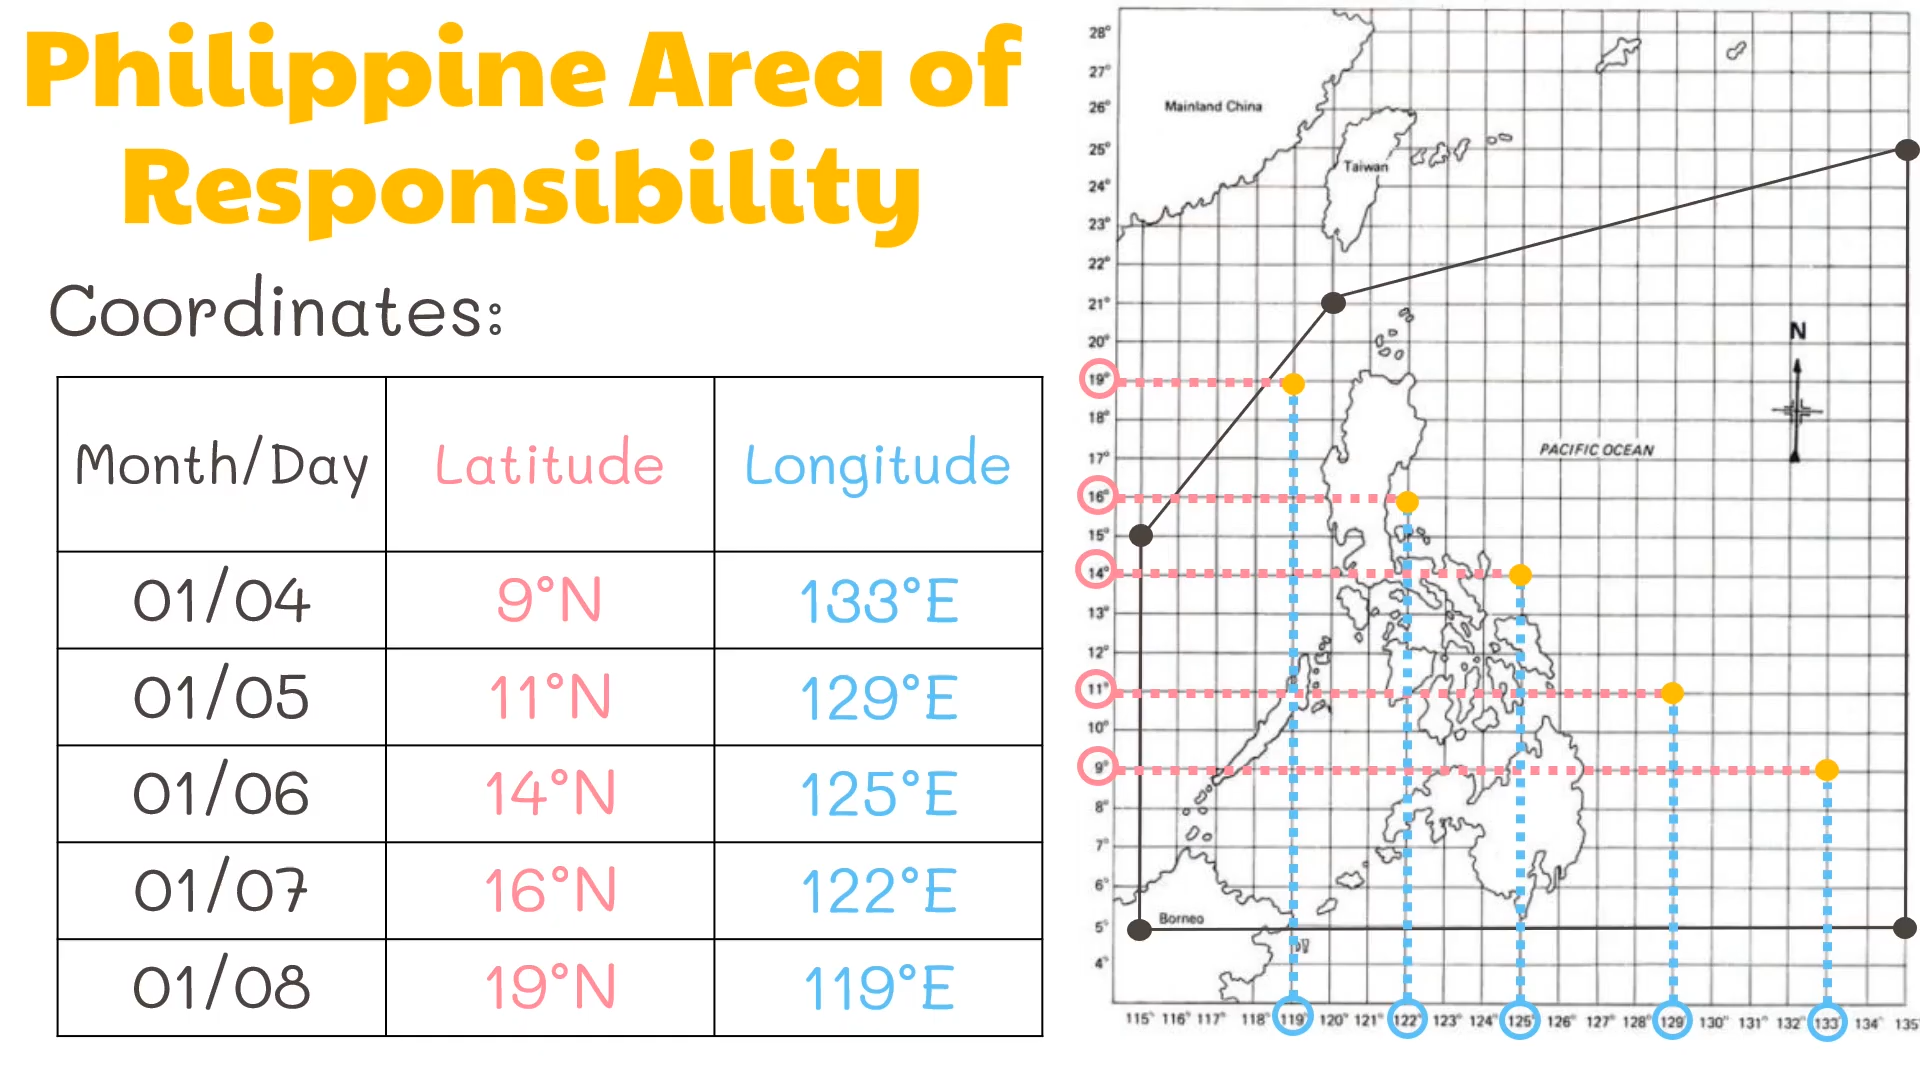 Philippine Area of
Responsibility
Coordinates:
Month/Day Latitude Longitude
01/04 9°N 133°E
01/05 11°N 129°E
01/06 14°N 125°E
01/07 16°N 122°E
01/08 19°N 119°E
28°
27°
Mainland China
26°
25°
Taiwan
24°
23°
22°
21°
20°
N
19°
18°
PACIFIC OCEAN
17°
16°
15°
14°
13°
12°
11°
10°
9°
8°
7°
6°
Borneo
5°
4°
115° 116° 117° 118° 119° 120° 121° 122° 123° 124° 125° 126° 127° 128° 129° 130° 131° 132° 133° 134° 135°